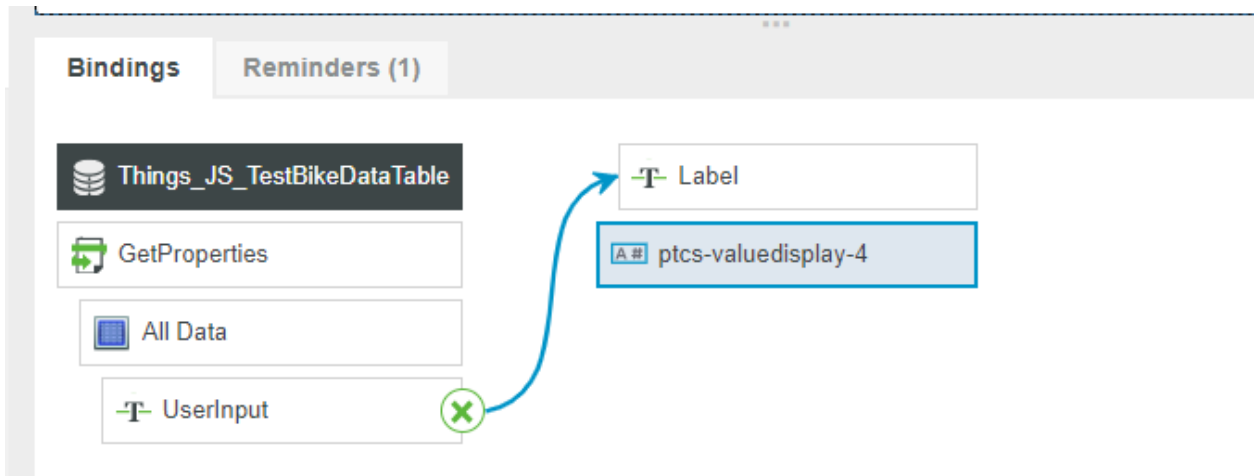 Bindings Reminders (1)
Things_JS_TestBikeDataTable
GetProperties
All Data
T UserInput
T Label
A # ptcs-valuedisplay-4